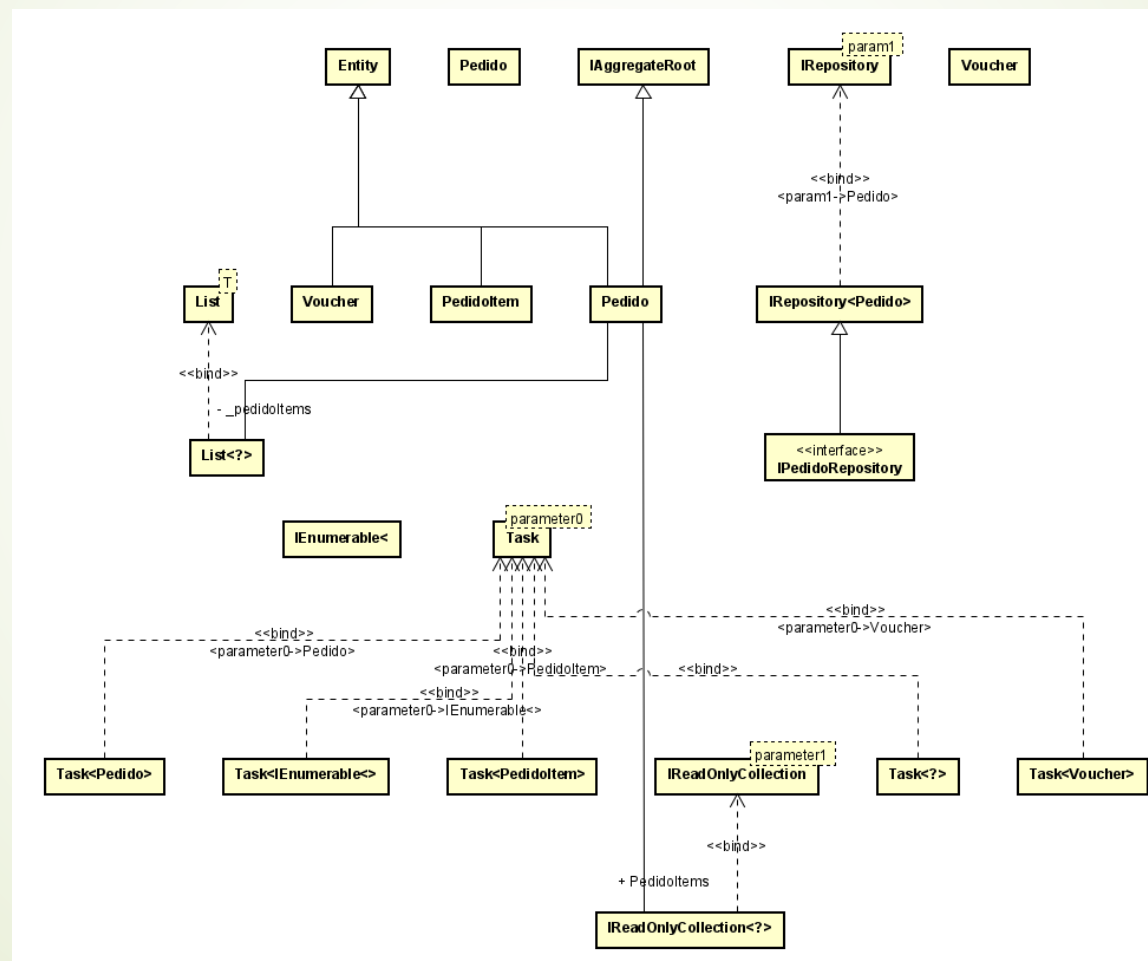 param1
Entity
Pedido
IAggregateRoot
IRepository
Voucher
<<bind>>
<param1->Pedido>
T
List
Voucher
PedidoItem
Pedido
IRepository<Pedido>
<<bind>>
- _pedidoItems
List<?>
<<interface>>
IPedidoRepository
parameter0
IEnumerable<
Task
<<bind>>
<parameter0->Voucher>
<<bind>>
<parameter0->Pedido>
<<bind>>
<parameter0->PedidoItem>
<<bind>>
<<bind>>
<parameter0->IEnumerable<>
parameter1
Task<Pedido>
Task<IEnumerable<>
Task<PedidoItem>
IReadOnlyCollection
Task<?>
Task<Voucher>
<<bind>>
+ PedidoItems
IReadOnlyCollection<?>